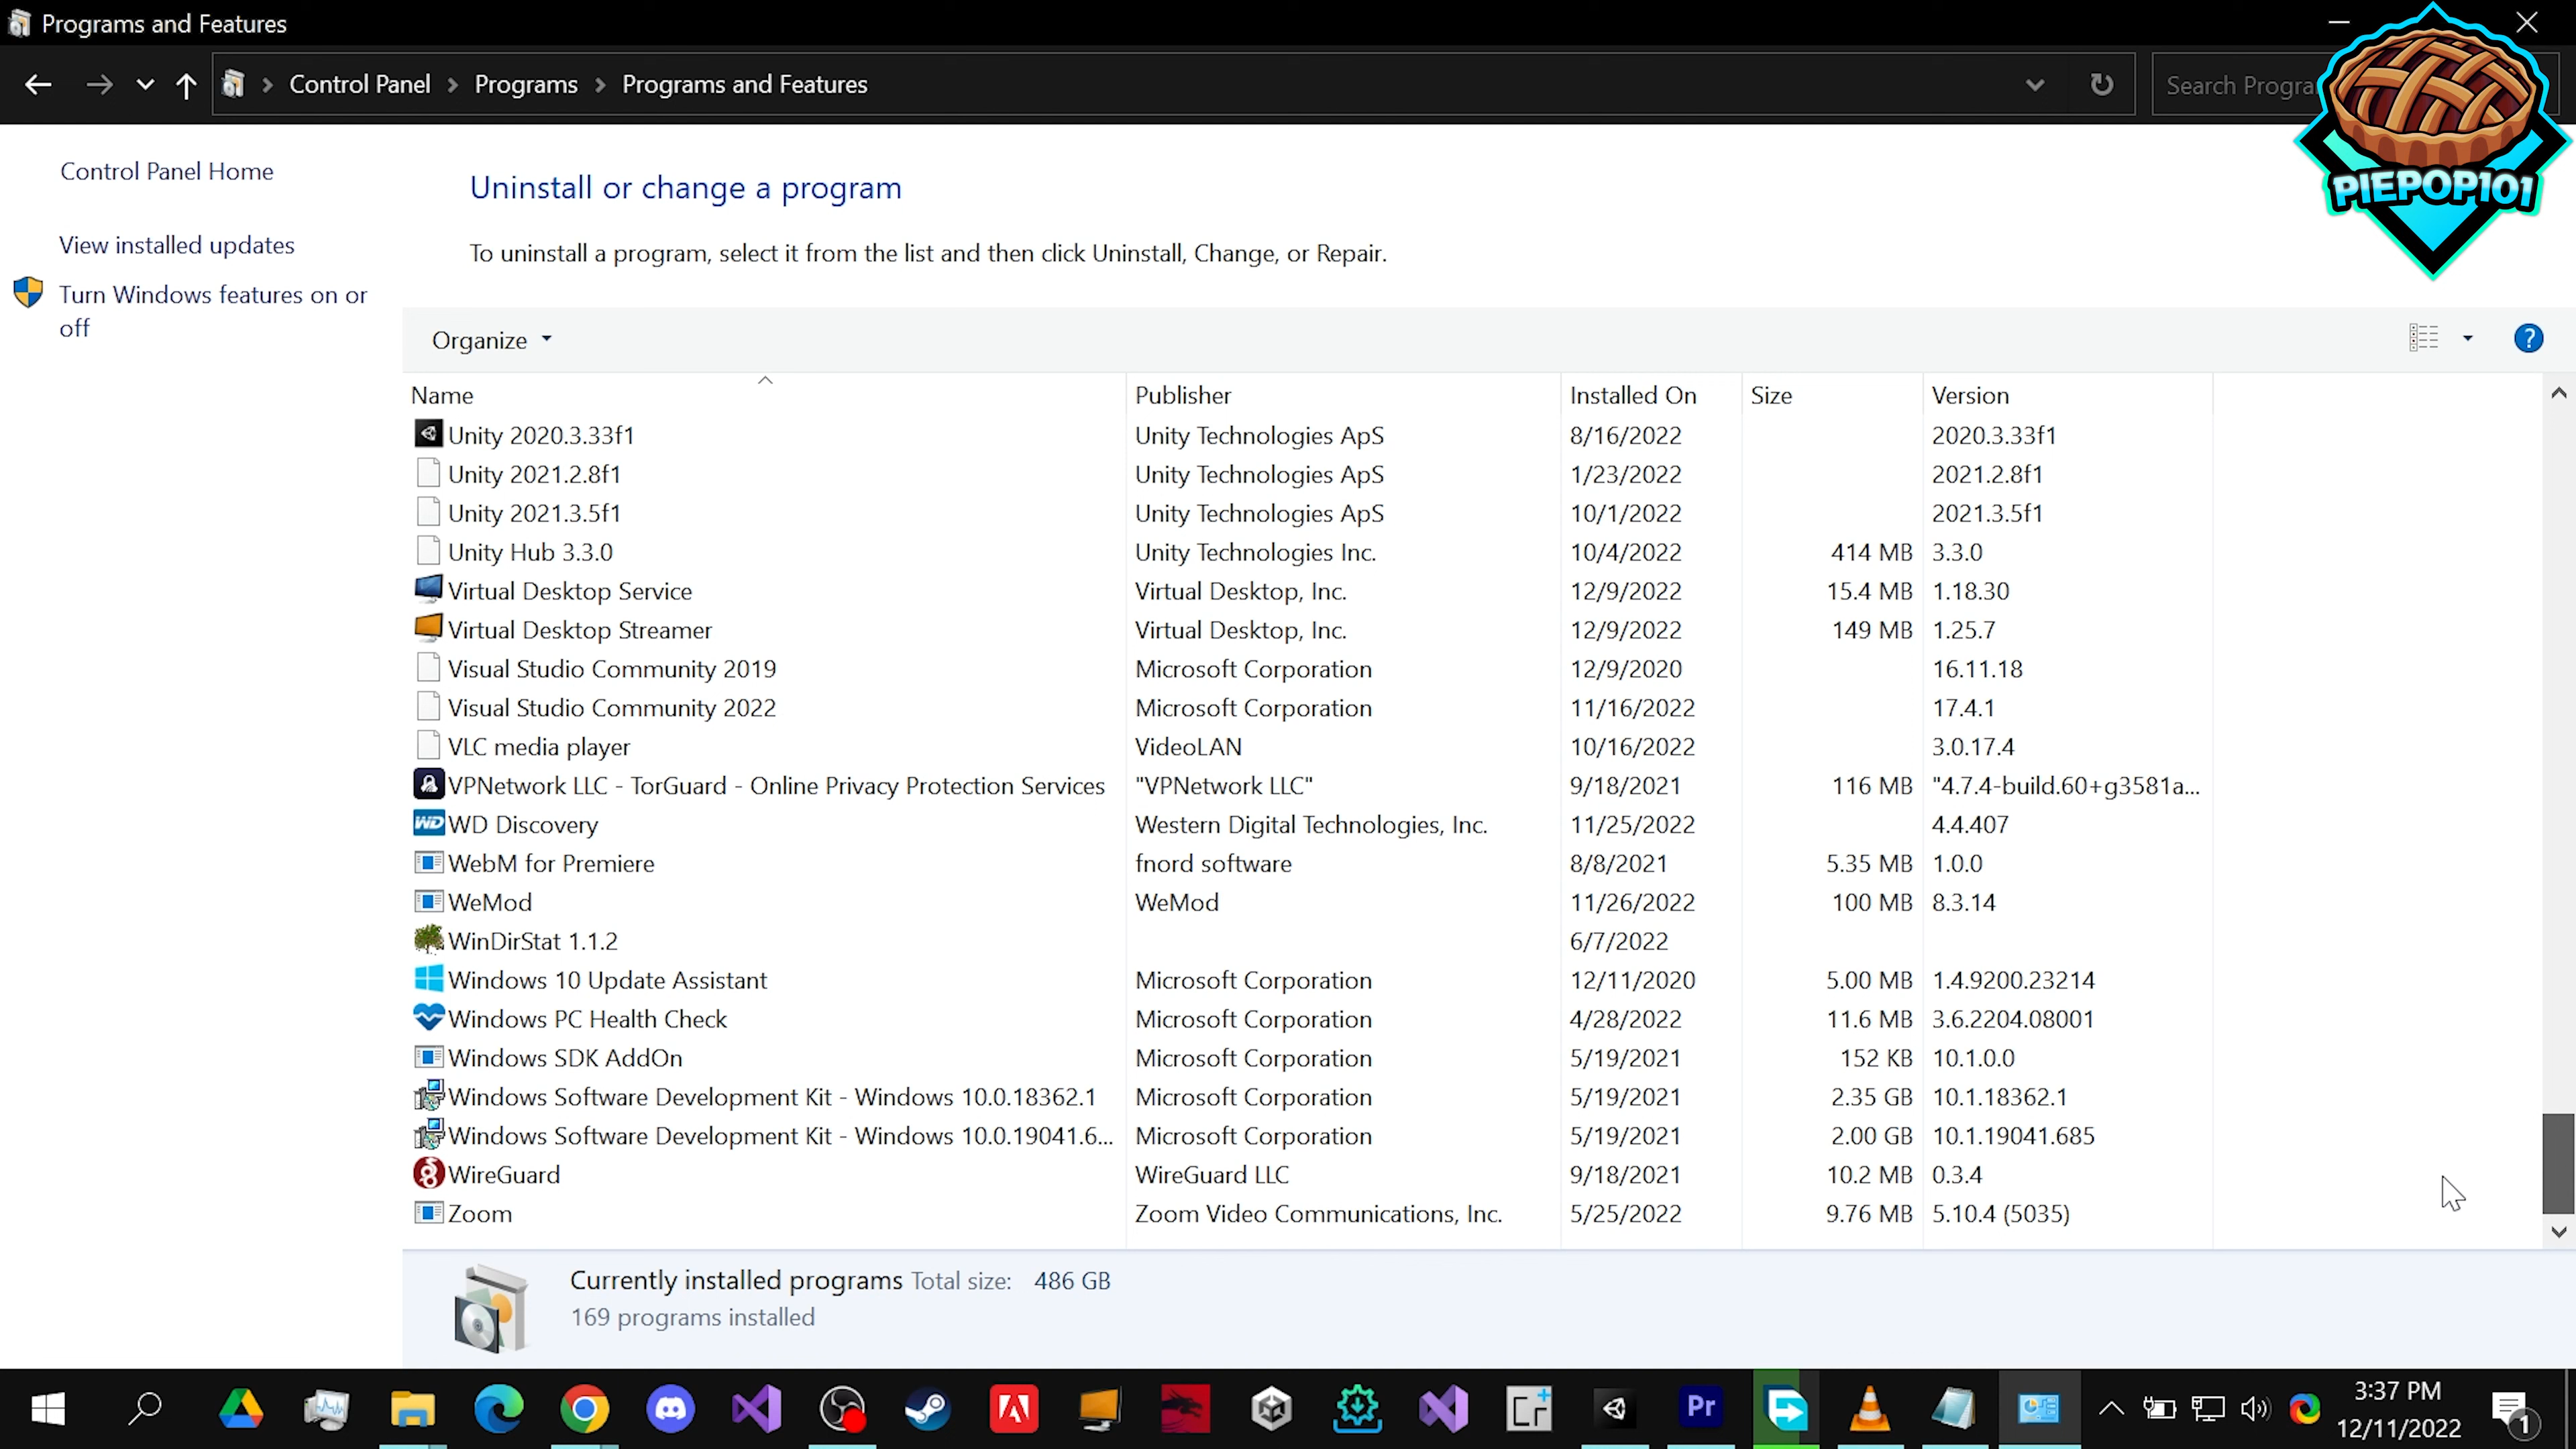 Programs and Features
Control Panel Programs Programs and Features Search Progra
PIEPOP101
Control Panel Home
View installed updates
Turn Windows features on or
off
Uninstall or change a program
To uninstall a program, select it from the list and then click Uninstall, Change, or Repair.
Organize
Name Publisher Installed On Size Version
Unity 2020.3.33f1 Unity Technologies ApS 8/16/2022 2020.3.33f1
Unity 2021.2.8f1 Unity Technologies ApS 1/23/2022 2021.2.8f1
Unity 2021.3.5f1 Unity Technologies ApS 10/1/2022 2021.3.5f1
Unity Hub 3.3.0 Unity Technologies Inc. 10/4/2022 414 MB 3.3.0
Virtual Desktop Service Virtual Desktop, Inc. 12/9/2022 15.4 MB 1.18.30
Virtual Desktop Streamer Virtual Desktop, Inc. 12/9/2022 149 MB 1.25.7
Visual Studio Community 2019 Microsoft Corporation 12/9/2020 16.11.18
Visual Studio Community 2022 Microsoft Corporation 11/16/2022 17.4.1
VLC media player VideoLAN 10/16/2022 3.0.17.4
VPNetwork LLC - TorGuard - Online Privacy Protection Services "VPNetwork LLC" 9/18/2021 116 MB "4.7.4-build.60+g3581a...
WD WD Discovery Western Digital Technologies, Inc. 11/25/2022 4.4.407
WebM for Premiere fnord software 8/8/2021 5.35 MB 1.0.0
WeMod WeMod 11/26/2022 100 MB 8.3.14
WinDirStat 1.1.2 6/7/2022
Windows 10 Update Assistant Microsoft Corporation 12/11/2020 5.00 MB 1.4.9200.23214
Windows PC Health Check Microsoft Corporation 4/28/2022 11.6 MB 3.6.2204.08001
Windows SDK AddOn Microsoft Corporation 5/19/2021 152 KB 10.1.0.0
Windows Software Development Kit - Windows 10.0.18362.1 Microsoft Corporation 5/19/2021 2.35 GB 10.1.18362.1
Windows Software Development Kit - Windows 10.0.19041.6... Microsoft Corporation 5/19/2021 2.00 GB 10.1.19041.685
WireGuard WireGuard LLC 9/18/2021 10.2 MB 0.3.4
Zoom Zoom Video Communications, Inc. 5/25/2022 9.76 MB 5.10.4 (5035)
Currently installed programs Total size: 486 GB
169 programs installed
Cr Pr
3:37 PM
12/11/2022
1